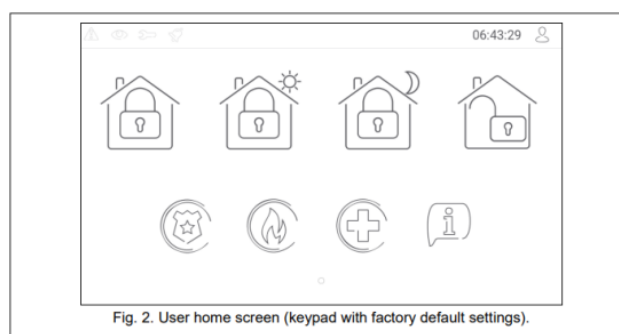 06:43:29
i
Fig. 2. User home screen (keypad with factory default settings).